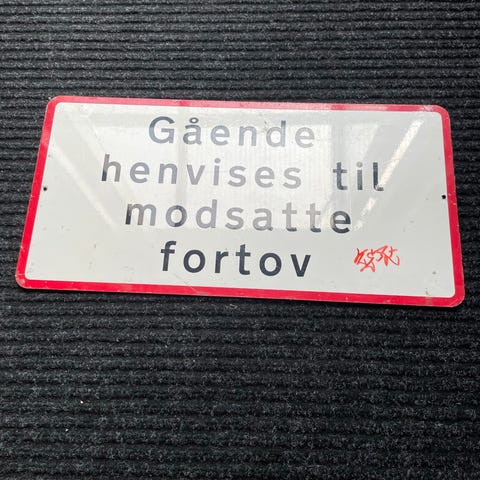 Gående
henvises til
modsatte
fortov